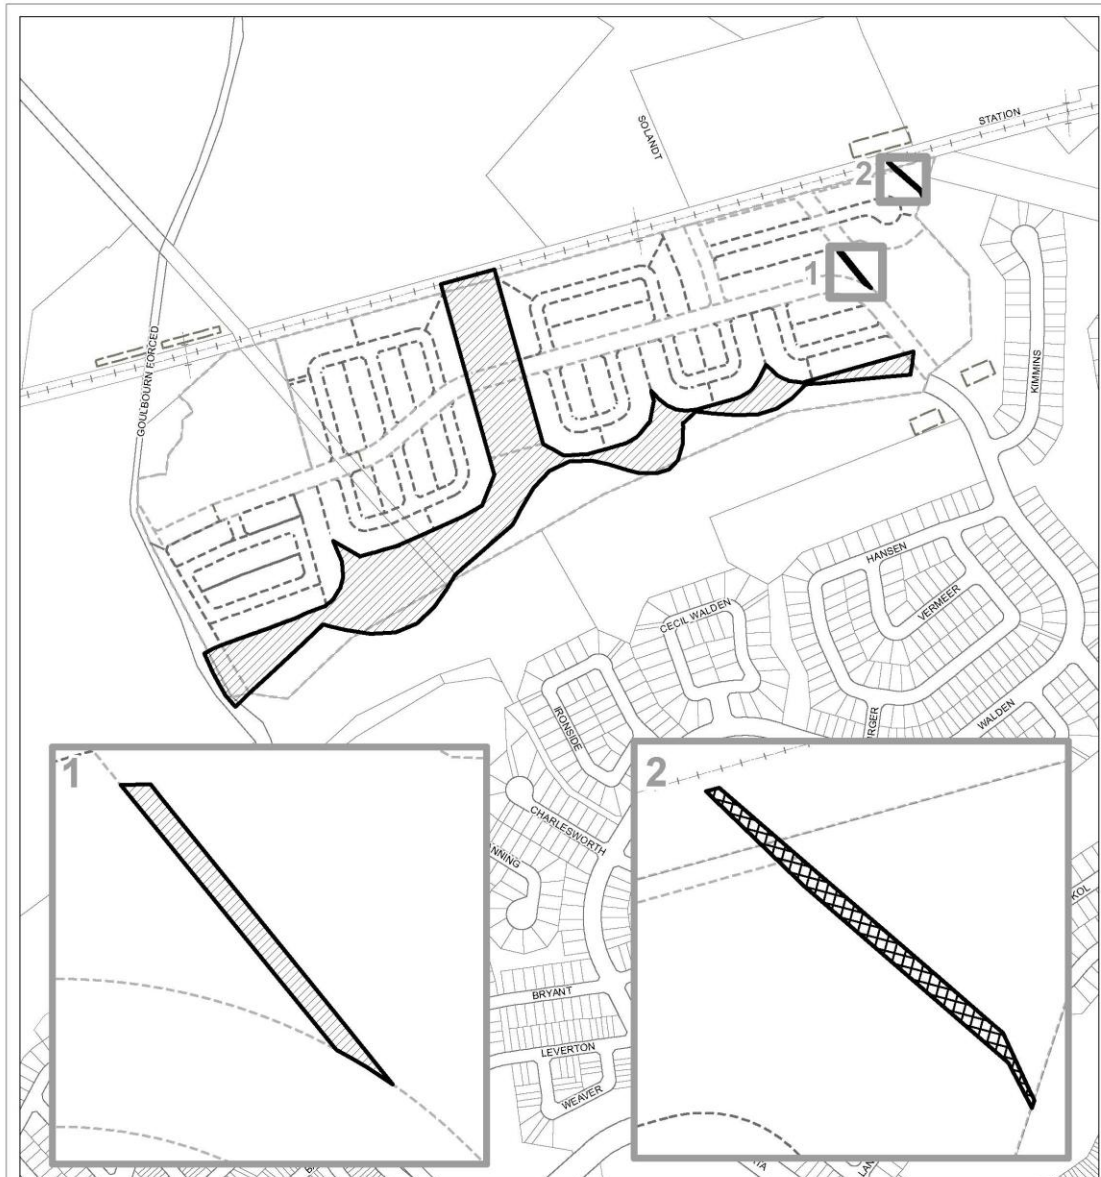 STATION
SOLANDT
2
1
GOULBOURN FORCED
KIMMINS
HANSEN
VERMEER
CECIL WALDEN
WALDEN
IRONSIDE
1
2
CHARLESWORTH
BRYANT
LEVERTON
WEAVER